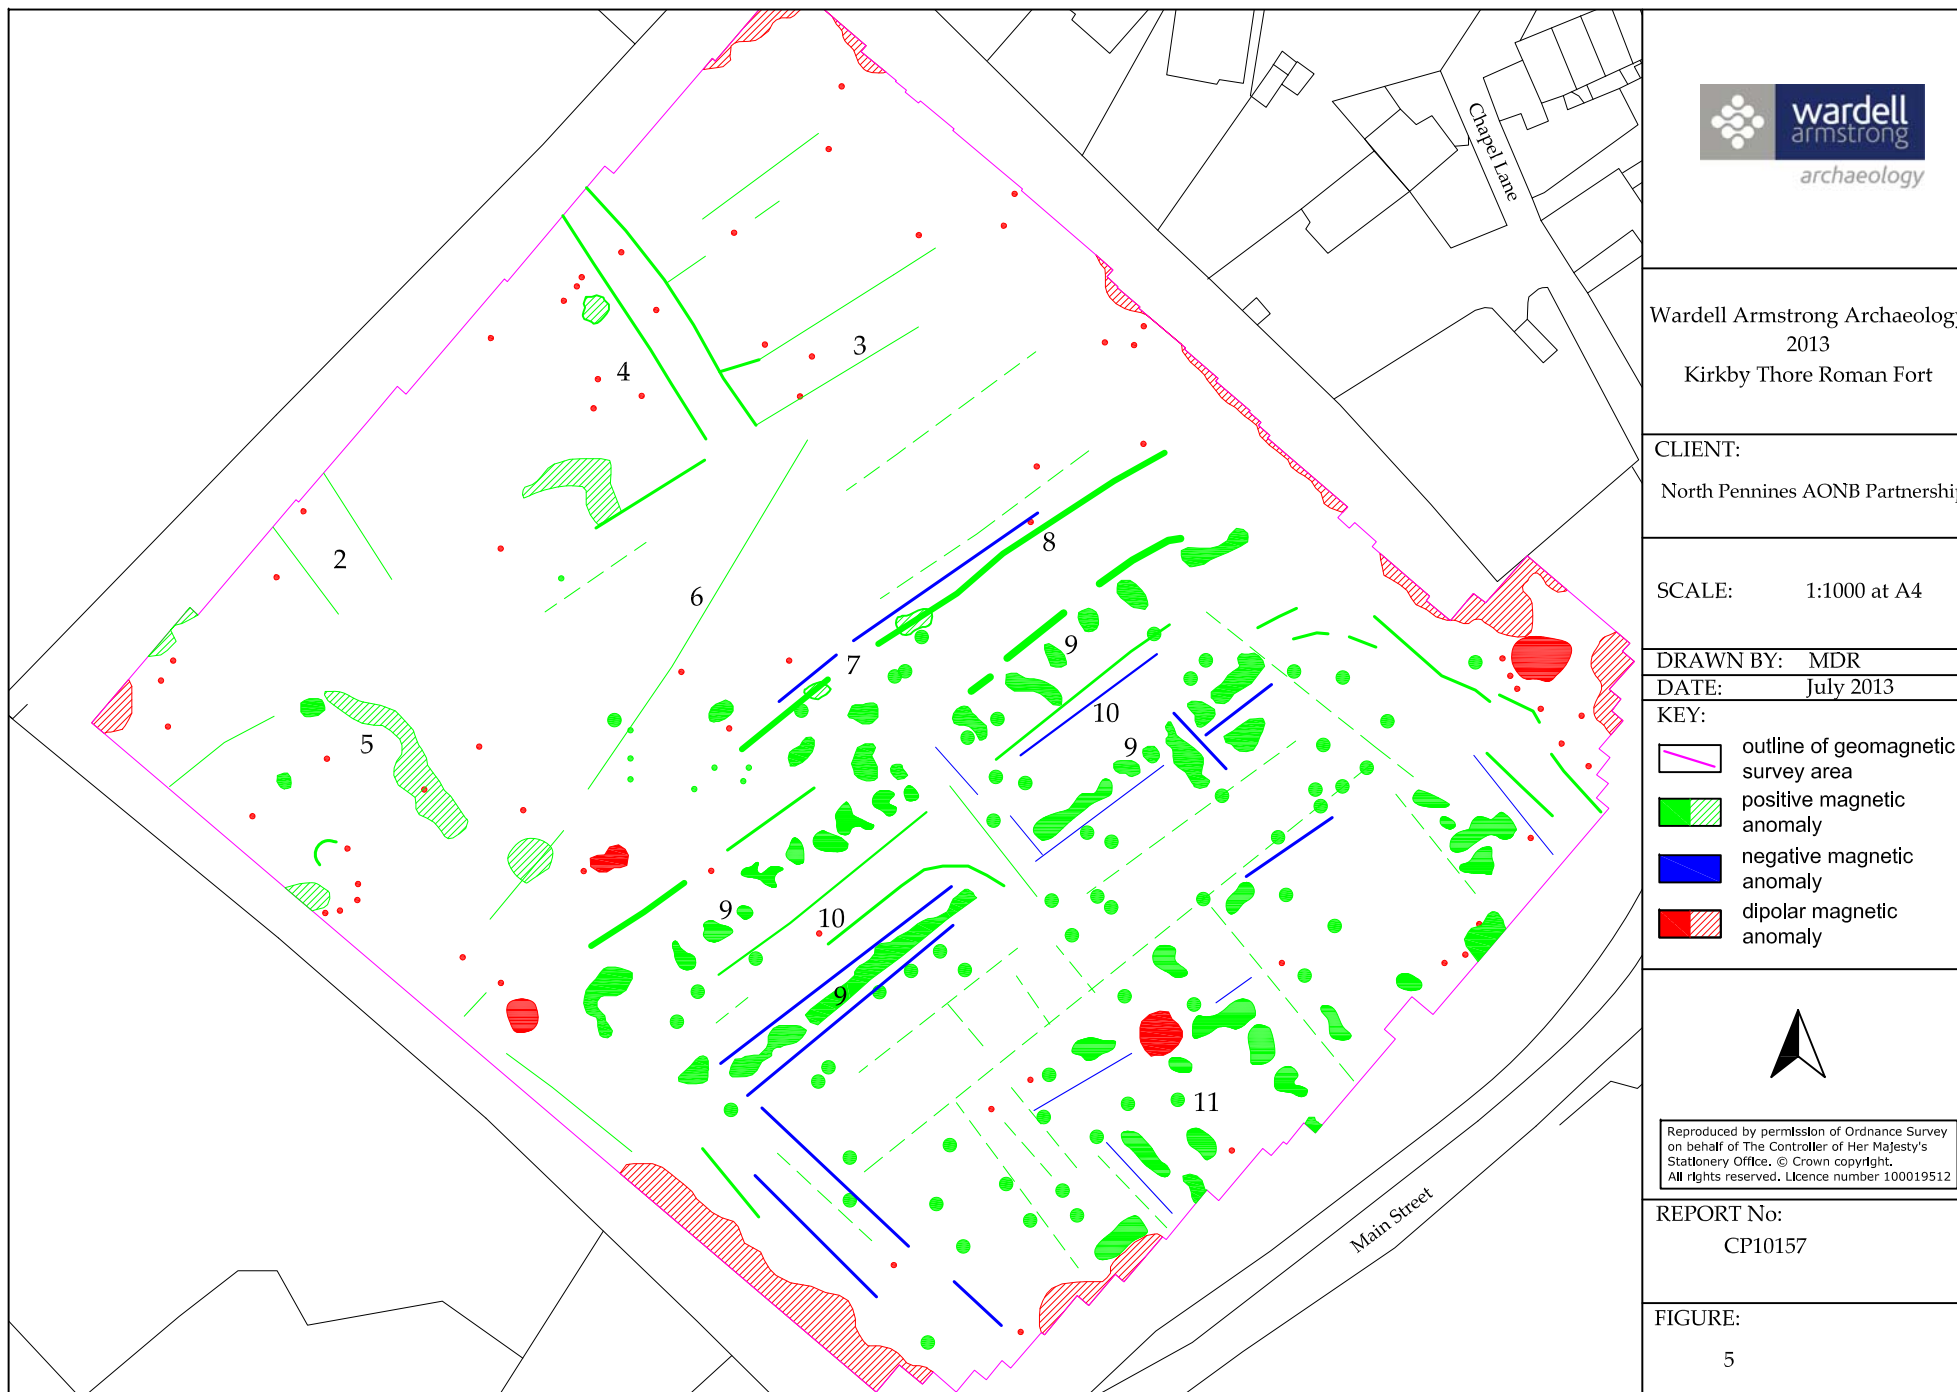 wardell
armstrong
archaeology
Wardell Armstrong Archaeology
2013
Kirkby Thore Roman Fort
CLIENT:
North Pennines AONB Partnership
SCALE: 1:1000 at A4
DRAWN BY: MDR
DATE: July 2013
KEY:
outline of geomagnetic
survey area
positive magnetic
anomaly
negative magnetic
anomaly
dipolar magnetic
anomaly
Reproduced by permission of Ordnance Survey
on behalf of The Controller of Her Majesty's
Stationery Office. © Crown copyright.
All rights reserved. Licence number 100019512
REPORT No:
CP10157
FIGURE:
5
Chapel Lane
Main Street
3
4
2
8
6
9
7
10
5
9
9
10
9
11